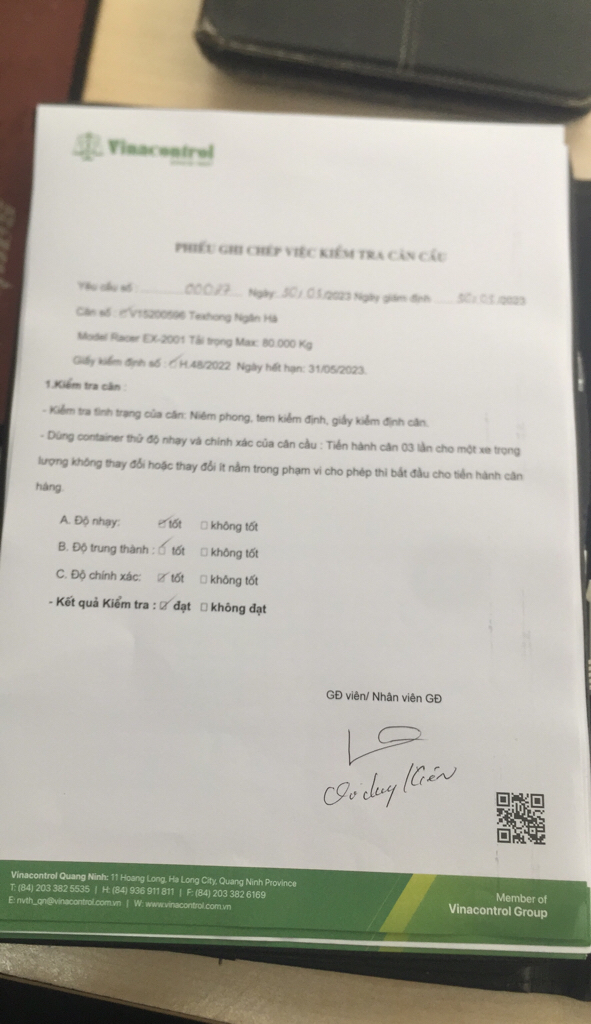 Vinacontrol
PHIẾU GHI CHÉP VIỆC KIỂM TRA CÂN CẦU
Yêu cầu số : Ngày: /2023 Ngày giám định /2023
Cân số : V15200596 Texhong Ngân Hà
Model Racer EX-2001 Tải trọng Max: 80.000 Kg
Giấy kiểm định số : H.48/2022 Ngày hết hạn: 31/05/2023.
1.Kiểm tra cân :
- Kiểm tra tình trạng của cân: Niêm phong, tem kiểm định, giấy kiểm định cân.
- Dùng container thử độ nhạy và chính xác của cân cầu : Tiến hành cân 03 lần cho một xe trọng
lượng không thay đổi hoặc thay đổi ít nằm trong phạm vi cho phép thì bắt đầu cho tiến hành cân
hàng.
A. Độ nhạy: ☑ tốt ☐ không tốt
B. Độ trung thành : ☑ tốt ☐ không tốt
C. Độ chính xác: ☑ tốt ☐ không tốt
- Kết quả Kiểm tra : ☑ đạt ☐ không đạt
GĐ viên/ Nhân viên GĐ
Duy Kiên
Vinacontrol Quang Ninh: 11 Hoang Long, Ha Long City, Quang Ninh Province
T: (84) 203 382 5535 | H: (84) 936 911 811 | F: (84) 203 382 6169
E: nvth_qn@vinacontrol.com.vn | W: www.vinacontrol.com.vn
Member of
Vinacontrol Group